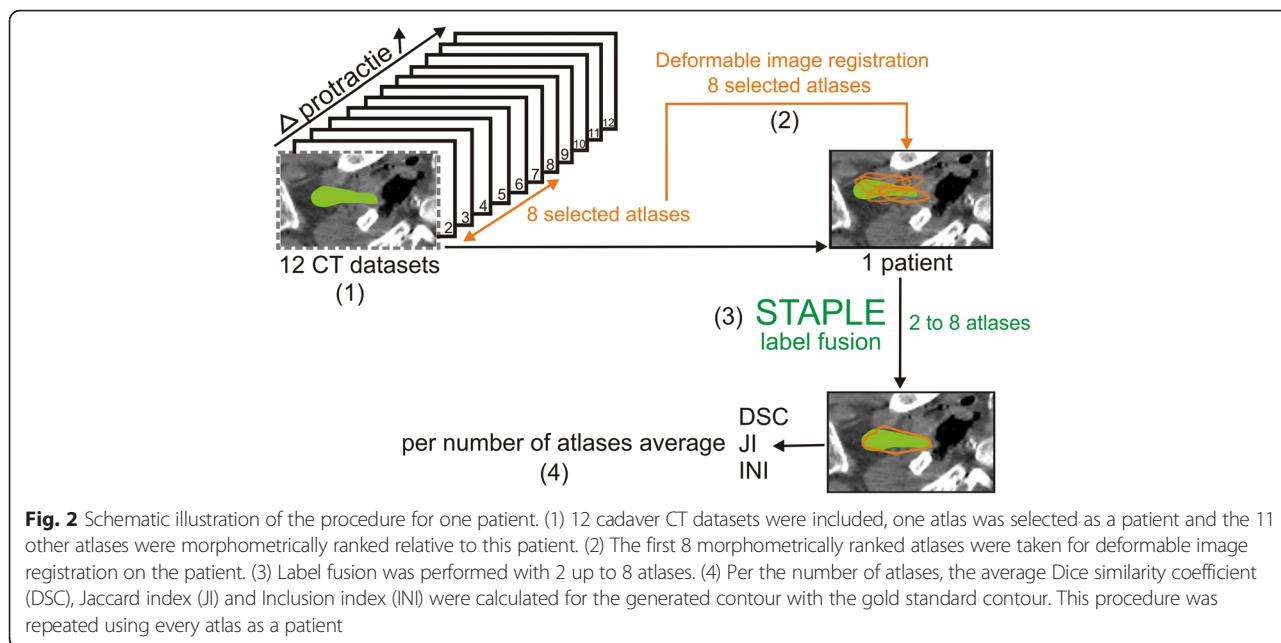 Δ protractie
2
3
4
5
6
7
8
9
10
11
12
8 selected atlases
12 CT datasets
(1)
Deformable image registration
8 selected atlases
(2)
1 patient
(3) STAPLE
label fusion
2 to 8 atlases
DSC
per number of atlases average JI
(4)
INI
Fig. 2 Schematic illustration of the procedure for one patient. (1) 12 cadaver CT datasets were included, one atlas was selected as a patient and the 11
other atlases were morphometrically ranked relative to this patient. (2) The first 8 morphometrically ranked atlases were taken for deformable image
registration on the patient. (3) Label fusion was performed with 2 up to 8 atlases. (4) Per the number of atlases, the average Dice similarity coefficient
(DSC), Jaccard index (JI) and Inclusion index (INI) were calculated for the generated contour with the gold standard contour. This procedure was
repeated using every atlas as a patient